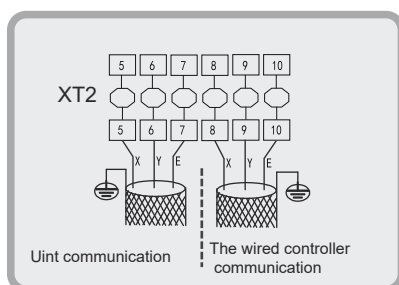 5 6 7 8 9 10
XT2
5 6 7 8 9 10
X Y E X Y E
Uint communication
The wired controller
communication